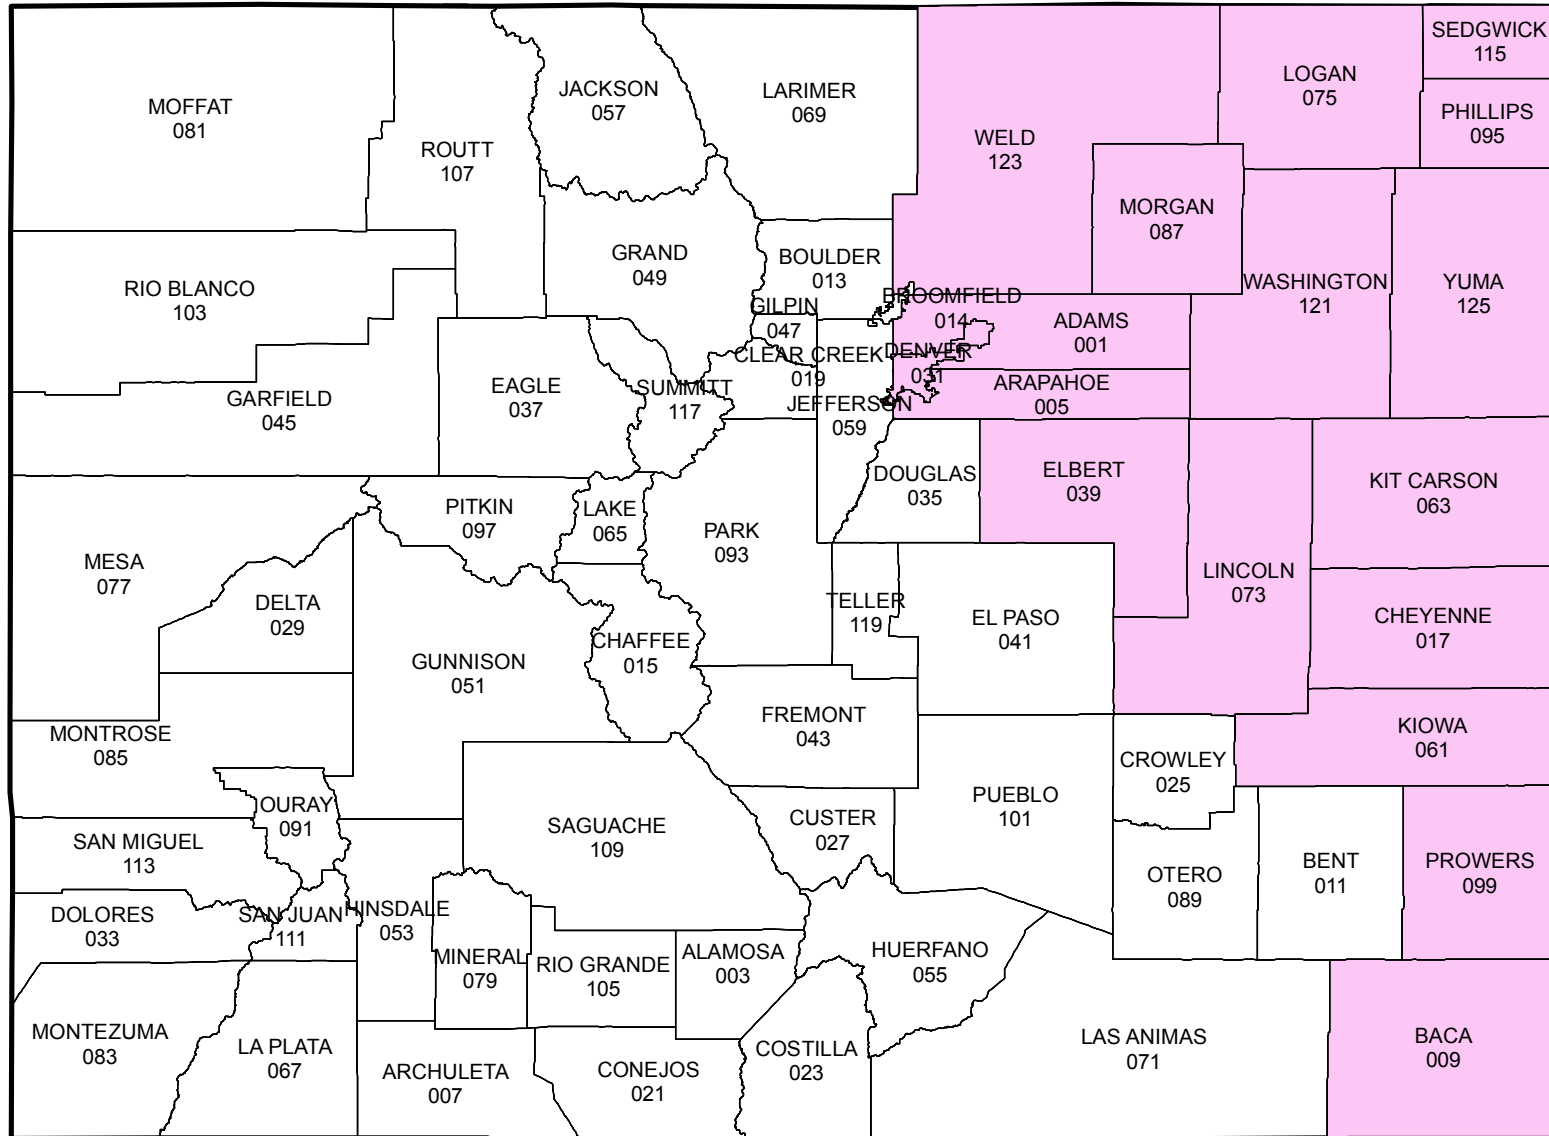 MOFFAT
081
ROUTT
107
JACKSON
057
LARIMER
069
WELD
123
LOGAN
075
SEDGWICK
115
PHILLIPS
095
MORGAN
087
RIO BLANCO
103
GRAND
049
BOULDER
013
GILPIN
047
BROOMFIELD
014
ADAMS
001
WASHINGTON
121
YUMA
125
GARFIELD
045
EAGLE
037
SUMMITT
117
CLEAR CREEK
019
DENVER
031
ARAPAHOE
005
JEFFERSON
059
DOUGLAS
035
ELBERT
039
KIT CARSON
063
MESA
077
PITKIN
097
LAKE
065
PARK
093
DELTA
029
LINCOLN
073
TELLER
119
EL PASO
041
CHEYENNE
017
GUNNISON
051
CHAFFEE
015
MONTROSE
085
FREMONT
043
KIOWA
061
CROWLEY
025
OURAY
091
PUEBLO
101
SAGUACHE
109
CUSTER
027
SAN MIGUEL
113
OTERO
089
BENT
011
PROWERS
099
DOLORES
033
SAN JUAN
111
HINSDALE
053
MINERAL
079
RIO GRANDE
105
ALAMOSA
003
HUERFANO
055
MONTEZUMA
083
LA PLATA
067
ARCHULETA
007
CONEJOS
021
COSTILLA
023
LAS ANIMAS
071
BACA
009